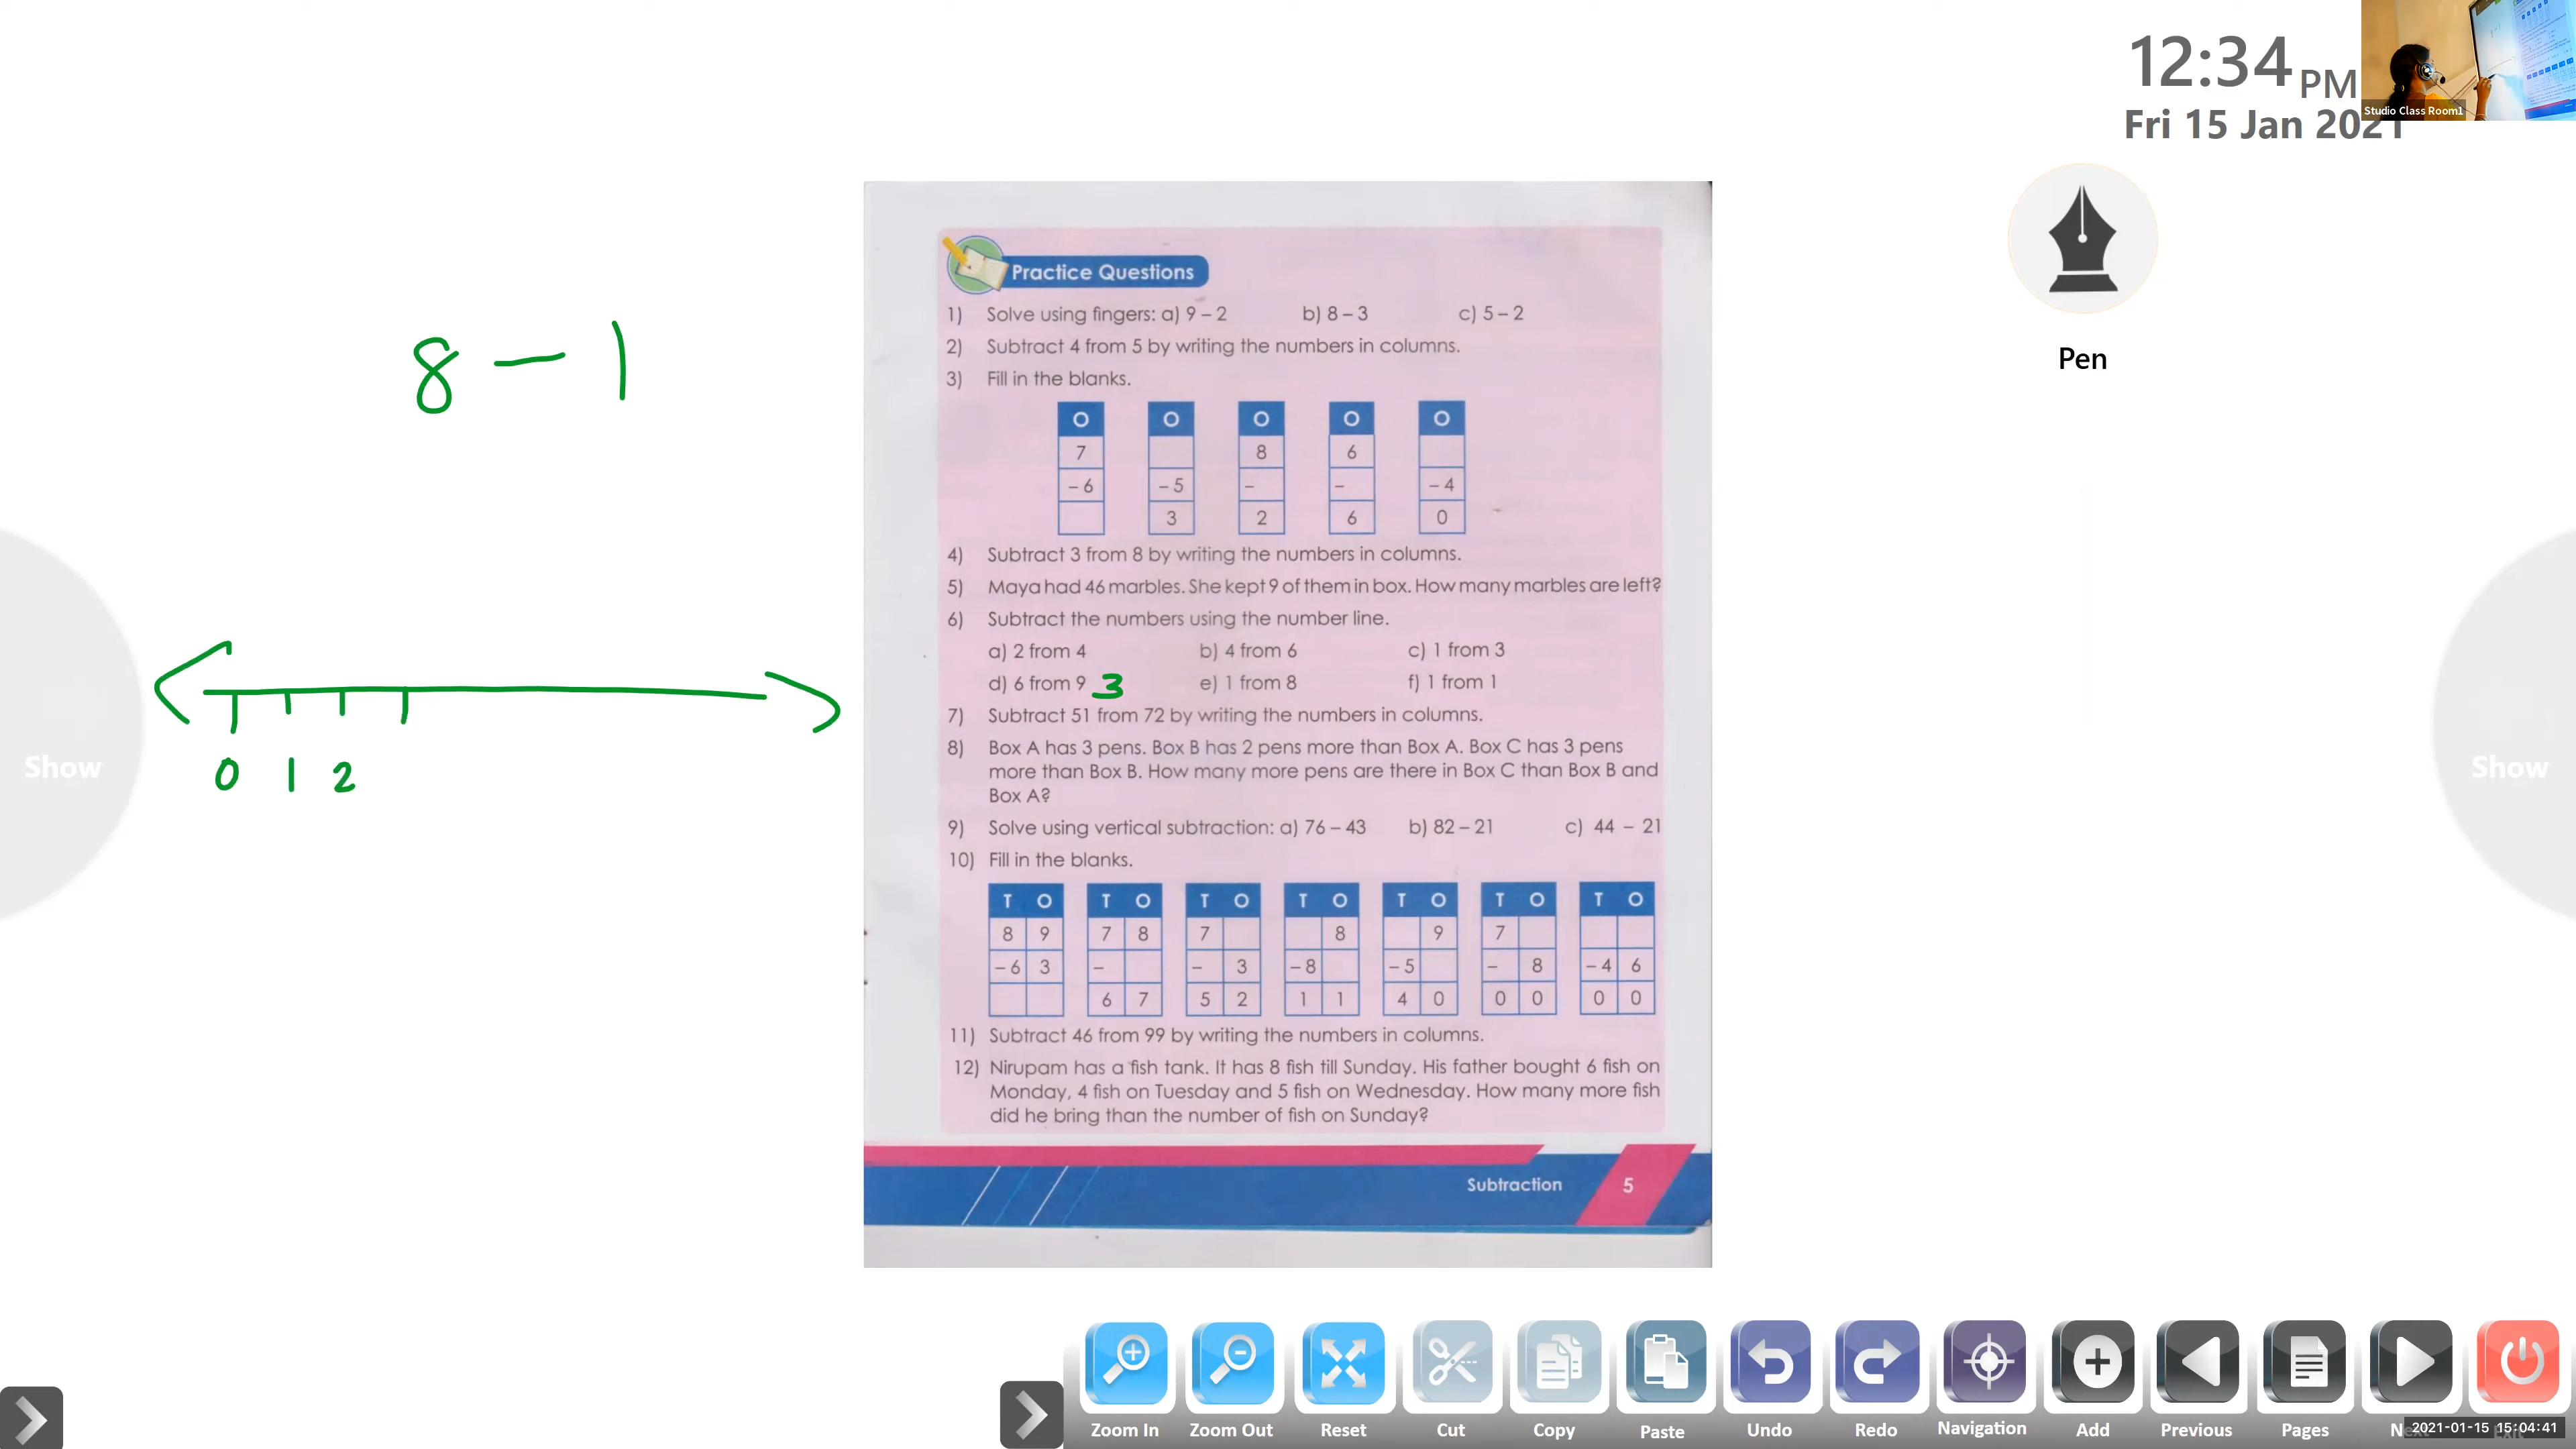 12:34 PM
Fri 15 Jan 2021
Studio Class Room1
Pen
8 - 1
0 1 2
Show
Show
Practice Questions
1) Solve using fingers: a) 9 – 2 b) 8 – 3 c) 5 – 2
2) Subtract 4 from 5 by writing the numbers in columns.
3) Fill in the blanks.
O O O O O
7 8 6
– 6 – 5 – – – 4
3 2 6 0
4) Subtract 3 from 8 by writing the numbers in columns.
5) Maya had 46 marbles. She kept 9 of them in box. How many marbles are left?
6) Subtract the numbers using the number line.
a) 2 from 4 b) 4 from 6 c) 1 from 3
d) 6 from 9 3 e) 1 from 8 f) 1 from 1
7) Subtract 51 from 72 by writing the numbers in columns.
8) Box A has 3 pens. Box B has 2 pens more than Box A. Box C has 3 pens
more than Box B. How many more pens are there in Box C than Box B and
Box A?
9) Solve using vertical subtraction: a) 76 – 43 b) 82 – 21 c) 44 – 21
10) Fill in the blanks.
T O T O T O T O T O T O T O
8 9 7 8 7 8 9 7
– 6 3 – – 3 – 8 – 5 – 8 – 4 6
6 7 5 2 1 1 4 0 0 0 0 0
11) Subtract 46 from 99 by writing the numbers in columns.
12) Nirupam has a fish tank. It has 8 fish till Sunday. His father bought 6 fish on
Monday, 4 fish on Tuesday and 5 fish on Wednesday. How many more fish
did he bring than the number of fish on Sunday?
Subtraction 5
Zoom In Zoom Out Reset Cut Copy Paste Undo Redo Navigation Add Previous Pages
2021-01-15 15:04:41